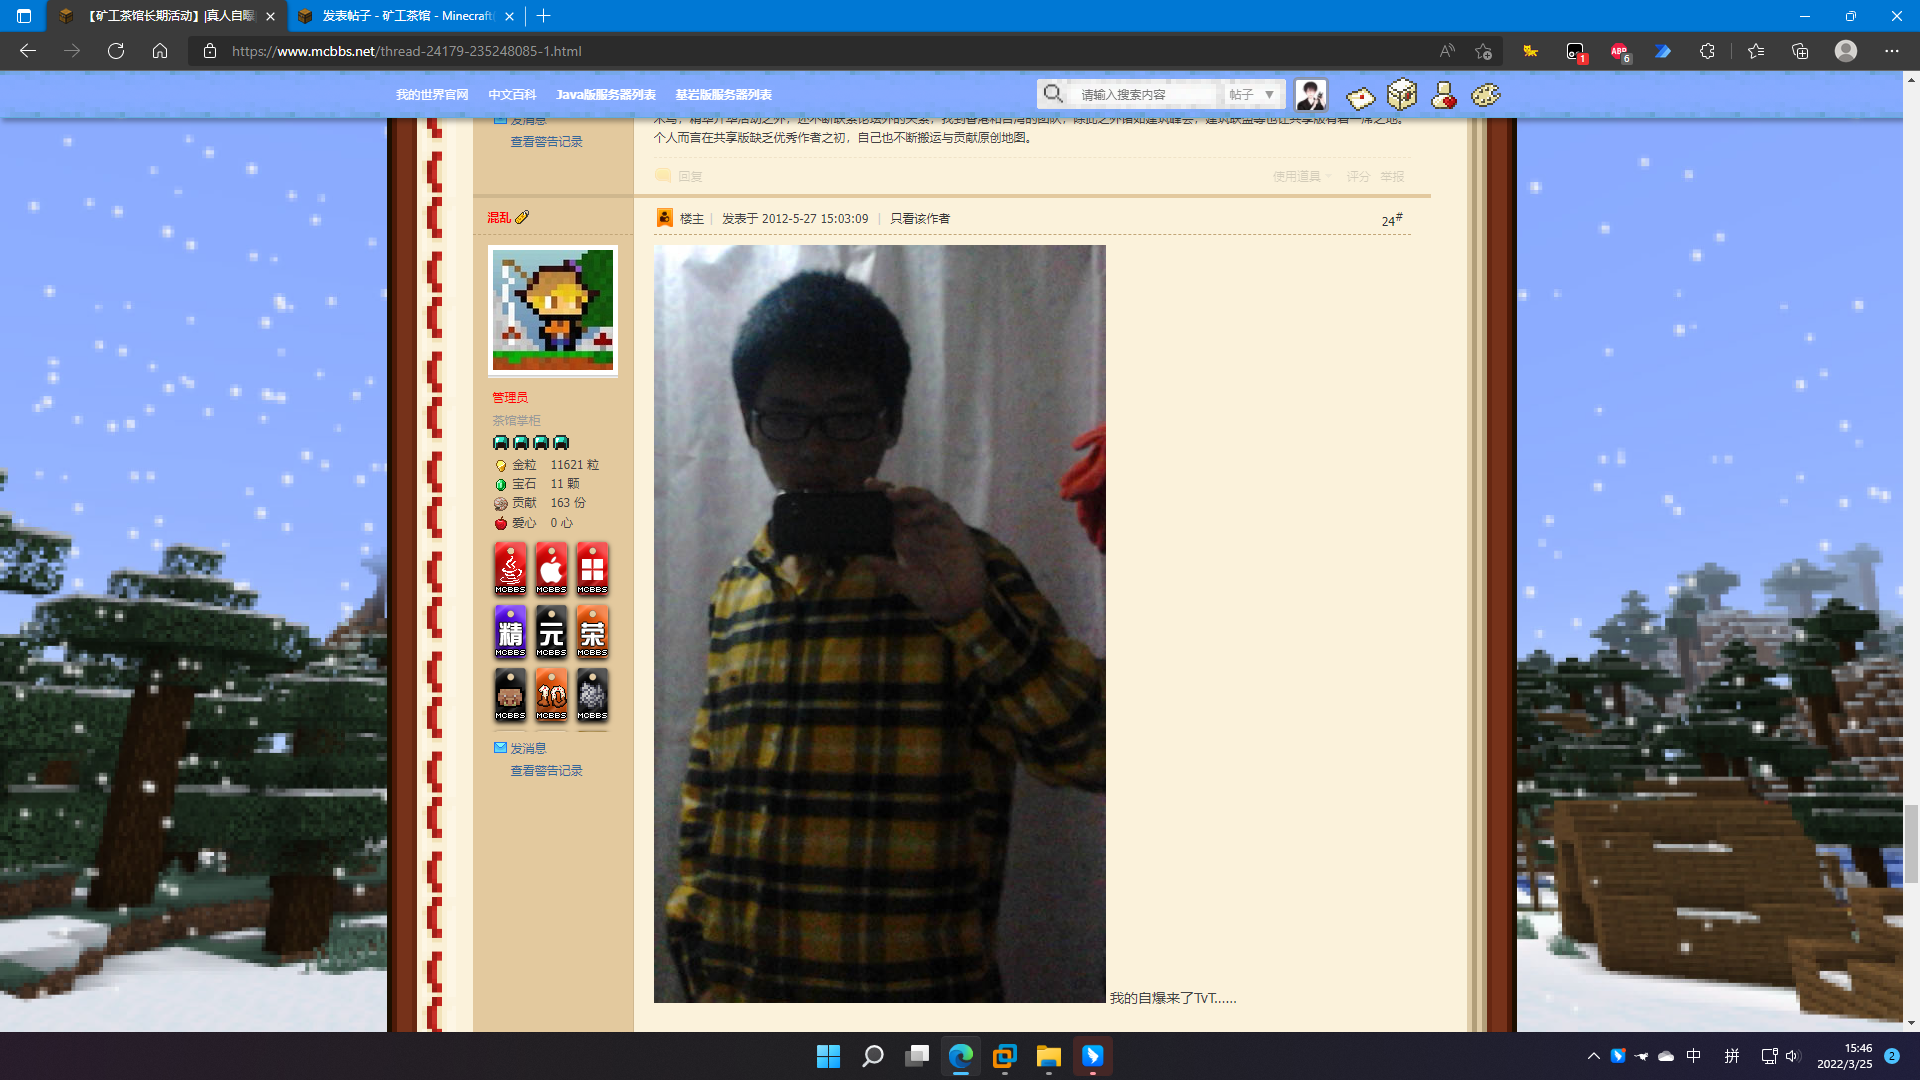 【矿工茶馆长期活动】|真人自曝
发表帖子 - 矿工茶馆 - Minecraft(
https://www.mcbbs.net/thread-24179-235248085-1.html
1
ABP
6
我的世界官网 中文百科 Java版服务器列表 基岩版服务器列表
请输入搜索内容 帖子
发消息
查看警告记录
个人而言在共享版缺乏优秀作者之初，自己也不断搬运与贡献原创地图。
回复 使用道具 评分 举报
混乱
楼主 | 发表于 2012-5-27 15:03:09 | 只看该作者
24#
管理员
茶馆掌柜
金粒 11621 粒
宝石 11 颗
贡献 163 份
爱心 0 心
MCBBS MCBBS MCBBS
精 元 荣
MCBBS MCBBS MCBBS
10
MCBBS MCBBS MCBBS
发消息
查看警告记录
我的自爆来了TvT......
中 拼
15:46
2022/3/25
2